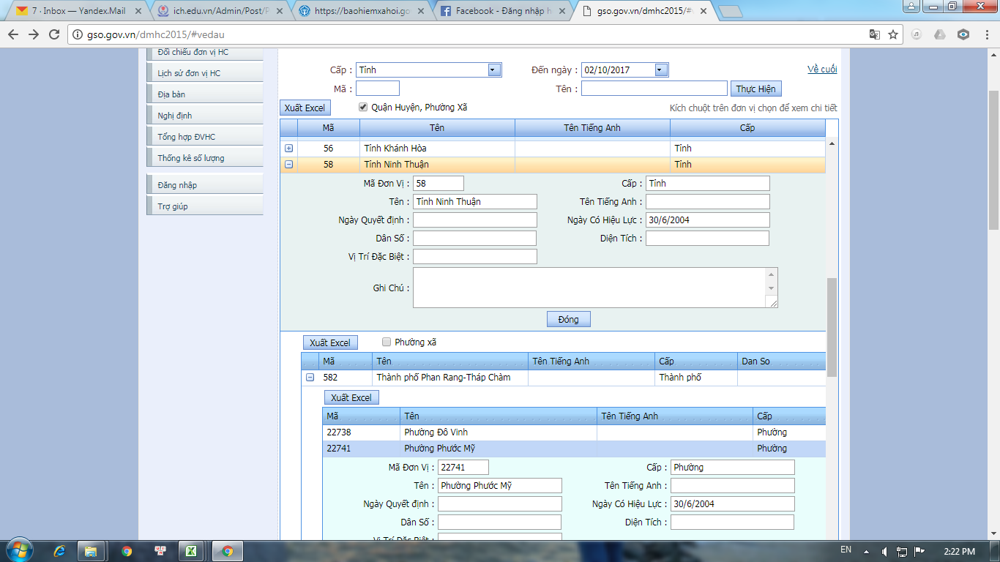 7 · Inbox — Yandex.Mail
ich.edu.vn/Admin/Post/P
https://baohiemxahoi.go
Facebook - Đăng nhập h
gso.gov.vn/dmhc2015/#
gso.gov.vn/dmhc2015/#vedau
Đối chiếu đơn vị HC
Lịch sử đơn vị HC
Địa bàn
Nghị định
Tổng hợp ĐVHC
Thống kê số lượng
Đăng nhập
Trợ giúp
Cấp : Tỉnh Đến ngày : 02/10/2017 Về cuối
Mã : Tên : Thực Hiện
Xuất Excel Quận Huyện, Phường Xã Kích chuột trên đơn vị chọn để xem chi tiết
Mã Tên Tên Tiếng Anh Cấp
56 Tỉnh Khánh Hòa Tỉnh
58 Tỉnh Ninh Thuận Tỉnh
Mã Đơn Vị : 58 Cấp : Tỉnh
Tên : Tỉnh Ninh Thuận Tên Tiếng Anh :
Ngày Quyết định : Ngày Có Hiệu Lực : 30/6/2004
Dân Số : Diện Tích :
Vị Trí Đặc Biệt :
Ghi Chú :
Đóng
Xuất Excel Phường xã
Mã Tên Tên Tiếng Anh Cấp Dan So
582 Thành phố Phan Rang-Tháp Chàm Thành phố
Xuất Excel
Mã Tên Tên Tiếng Anh Cấp
22738 Phường Đô Vinh Phường
22741 Phường Phước Mỹ Phường
Mã Đơn Vị : 22741 Cấp : Phường
Tên : Phường Phước Mỹ Tên Tiếng Anh :
Ngày Quyết định : Ngày Có Hiệu Lực : 30/6/2004
Dân Số : Diện Tích :
Vị Trí Đặc Biệt :
EN 2:22 PM